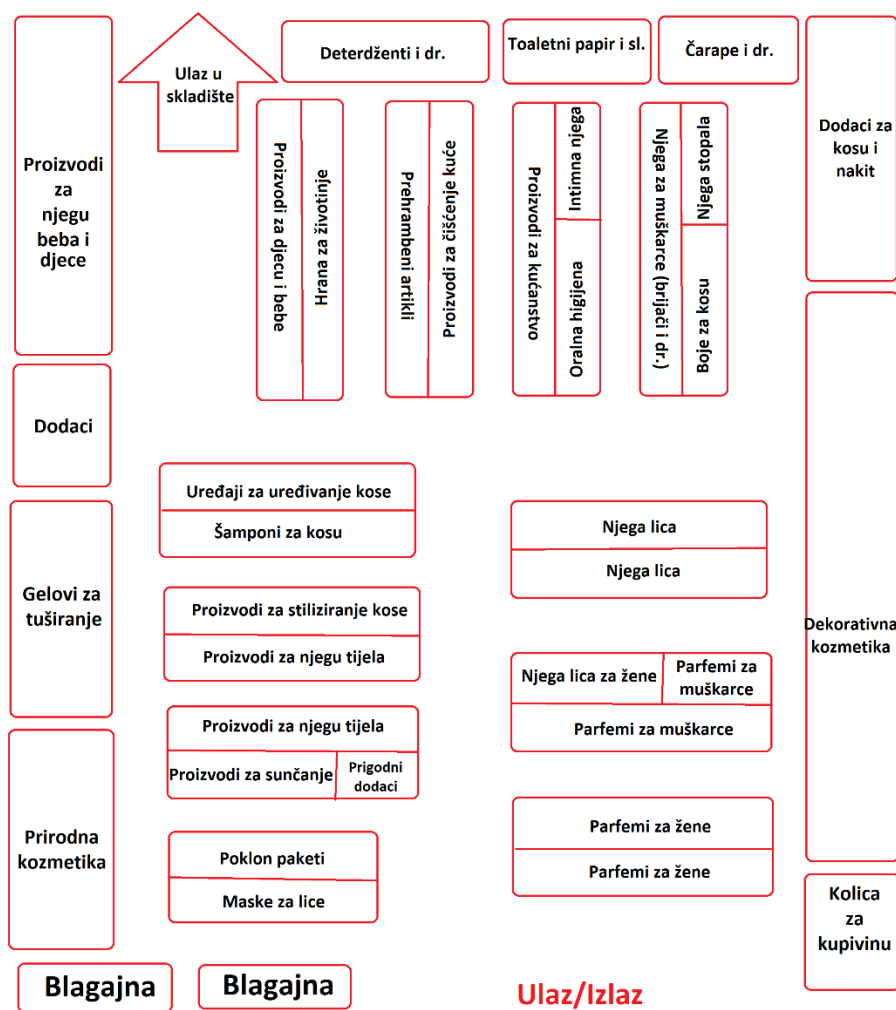 Ulaz u
skladište
Deterdženti i dr.
Toaletni papir i sl.
Čarape i dr.
Proizvodi
za
njegu
beba i
djece
Proizvodi za djecu i bebe
Hrana za životinje
Prehrambeni artikli
Proizvodi za čišćenje kuće
Proizvodi za kućanstvo
Intimna njega
Oralna higijena
Njega za muškarce (brijači i dr.)
Njega stopala
Boje za kosu
Dodaci za
kosu i
nakit
Dodaci
Uređaji za uređivanje kose
Šamponi za kosu
Njega lica
Njega lica
Gelovi za
tuširanje
Proizvodi za stiliziranje kose
Proizvodi za njegu tijela
Dekorativna
kozmetika
Njega lica za žene
Parfemi za
muškarce
Parfemi za muškarce
Proizvodi za njegu tijela
Proizvodi za sunčanje
Prigodni
dodaci
Prirodna
kozmetika
Parfemi za žene
Parfemi za žene
Poklon paketi
Maske za lice
Kolica
za
kupivinu
Blagajna
Blagajna
Ulaz/Izlaz